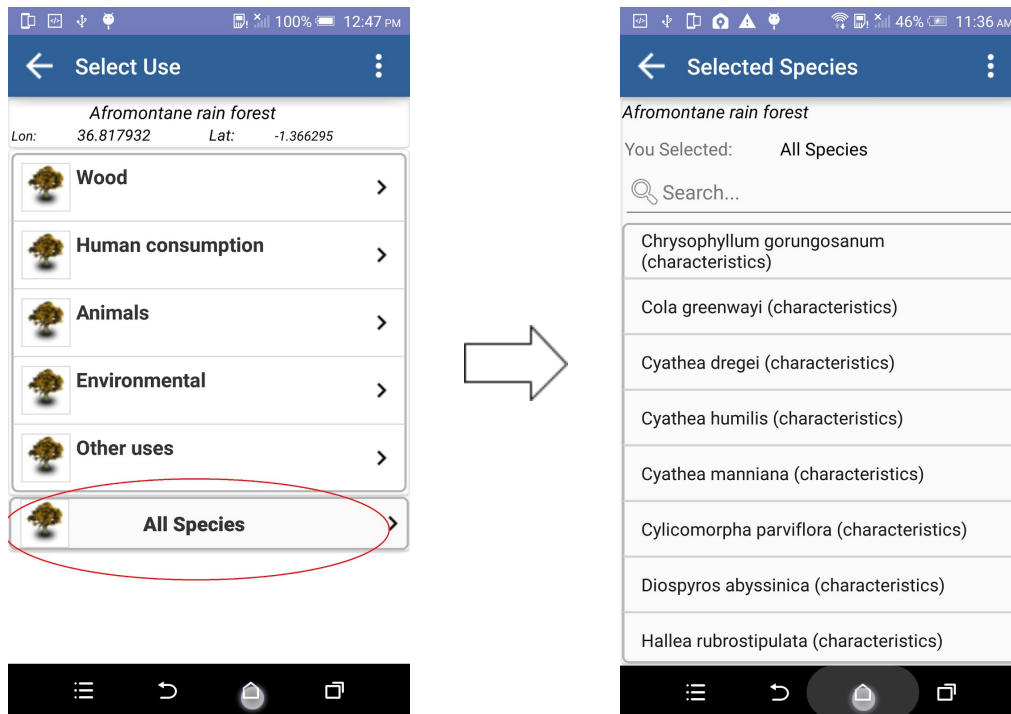 100% 12:47 PM
Select Use
Afromontane rain forest
Lon: 36.817932 Lat: -1.366295
Wood
Human consumption
Animals
Environmental
Other uses
All Species
46% 11:36 AM
Selected Species
Afromontane rain forest
You Selected: All Species
Search...
Chrysophyllum gorungosanum
(characteristics)
Cola greenwayi (characteristics)
Cyathea dregei (characteristics)
Cyathea humilis (characteristics)
Cyathea manniana (characteristics)
Cylicomorpha parviflora (characteristics)
Diospyros abyssinica (characteristics)
Hallea rubrostipulata (characteristics)